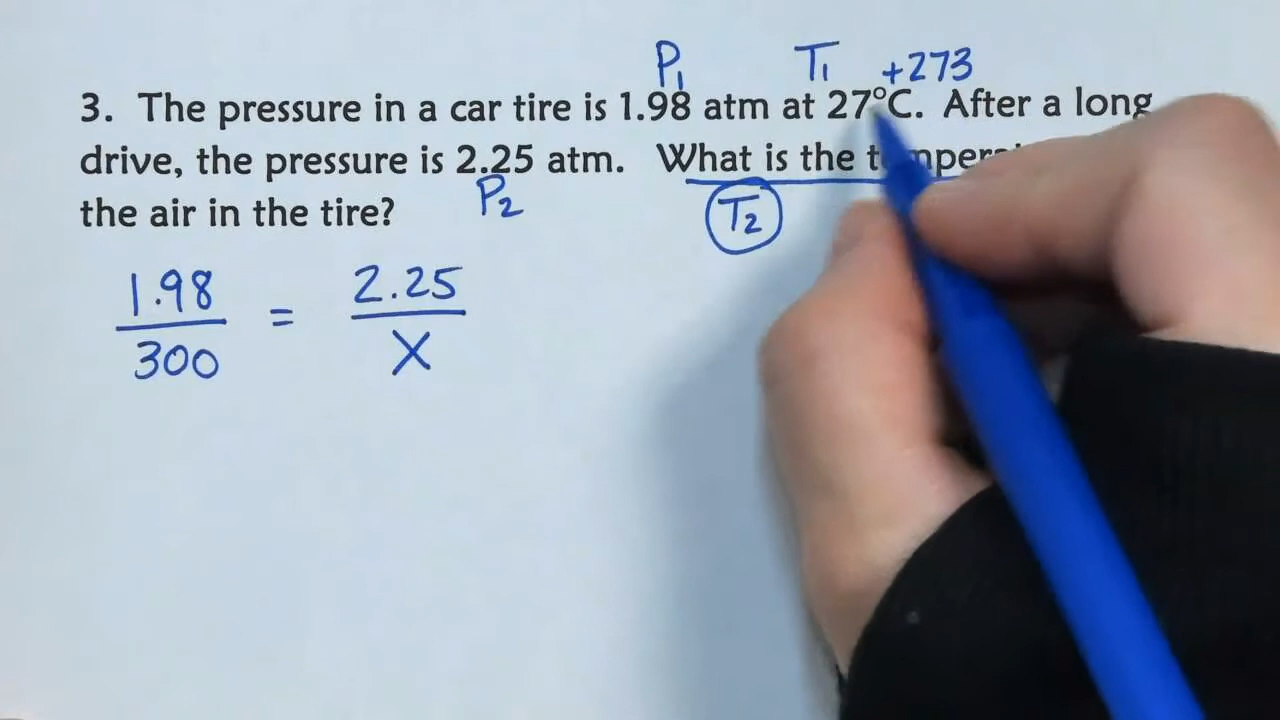 P₁ T₁ +273
3. The pressure in a car tire is 1.98 atm at 27°C. After a long
drive, the pressure is 2.25 atm. What is the
P₂ T₂
the air in the tire?
1.98 = 2.25
300 X